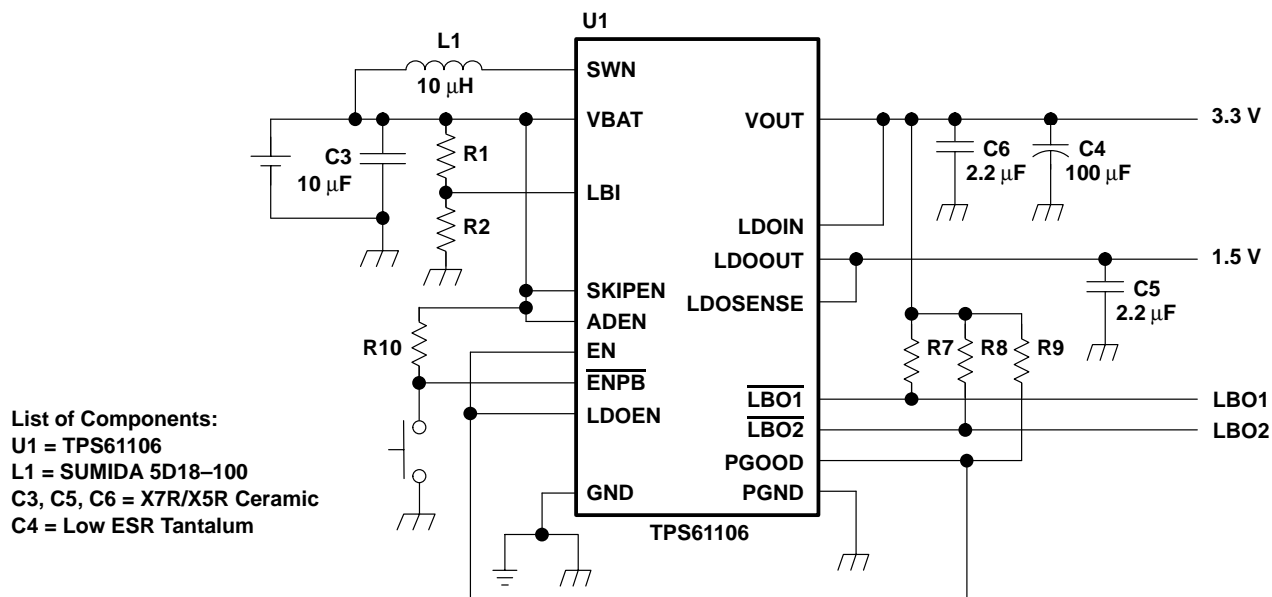 U1
L1
10 μH
SWN
VBAT
VOUT
3.3 V
C3
10 μF
R1
C6
2.2 μF
C4
100 μF
LBI
R2
LDOIN
LDOOUT
1.5 V
SKIPEN
LDOSENSE
C5
2.2 μF
ADEN
R10
EN
R7
R8
R9
ENPB
LBO1
LBO1
LDOEN
LBO2
LBO2
PGOOD
GND
PGND
TPS61106
List of Components:
U1 = TPS61106
L1 = SUMIDA 5D18–100
C3, C5, C6 = X7R/X5R Ceramic
C4 = Low ESR Tantalum